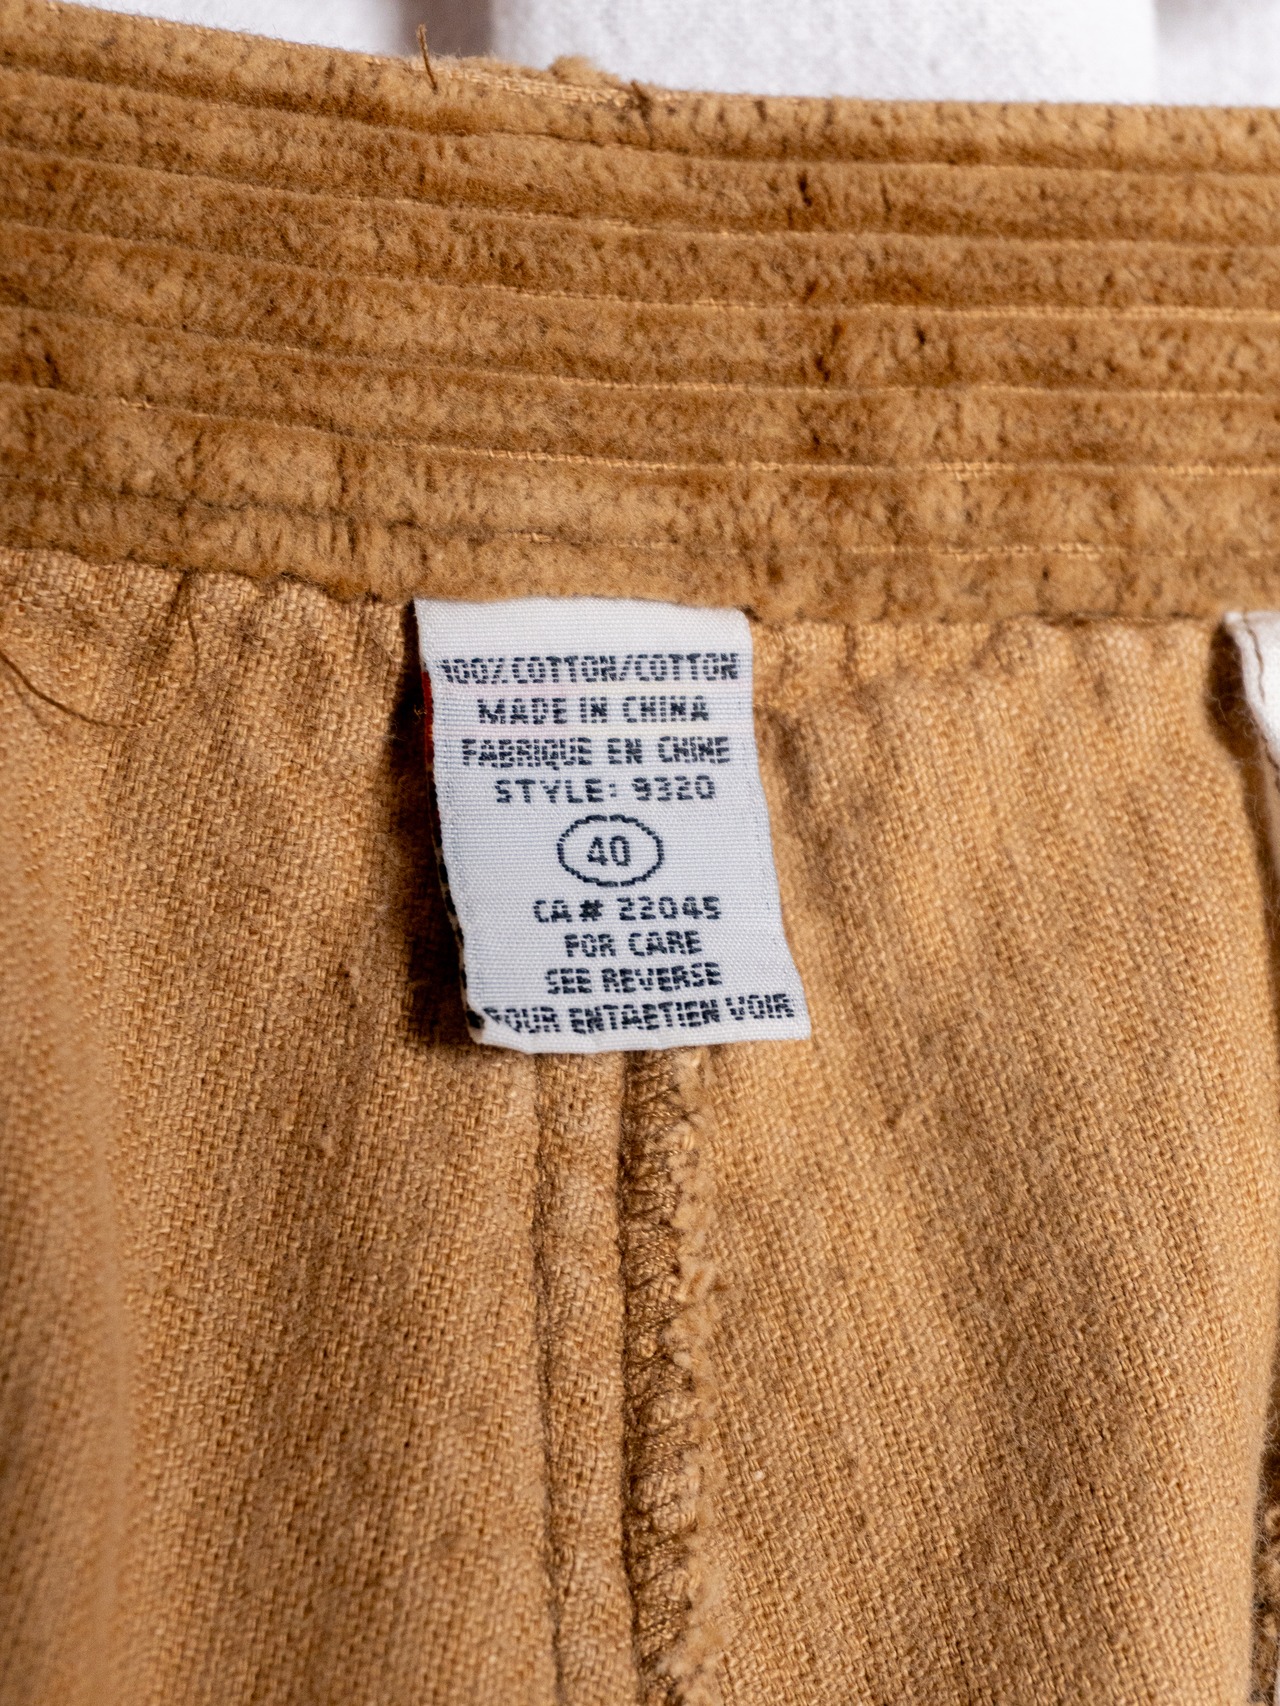 100% COTTON/COTTON
MADE IN CHINA
FABRIQUE EN CHINE
STYLE: 9320
40
CA# 22045
FOR CARE
SEE REVERSE
POUR ENTAETIEN VOIR